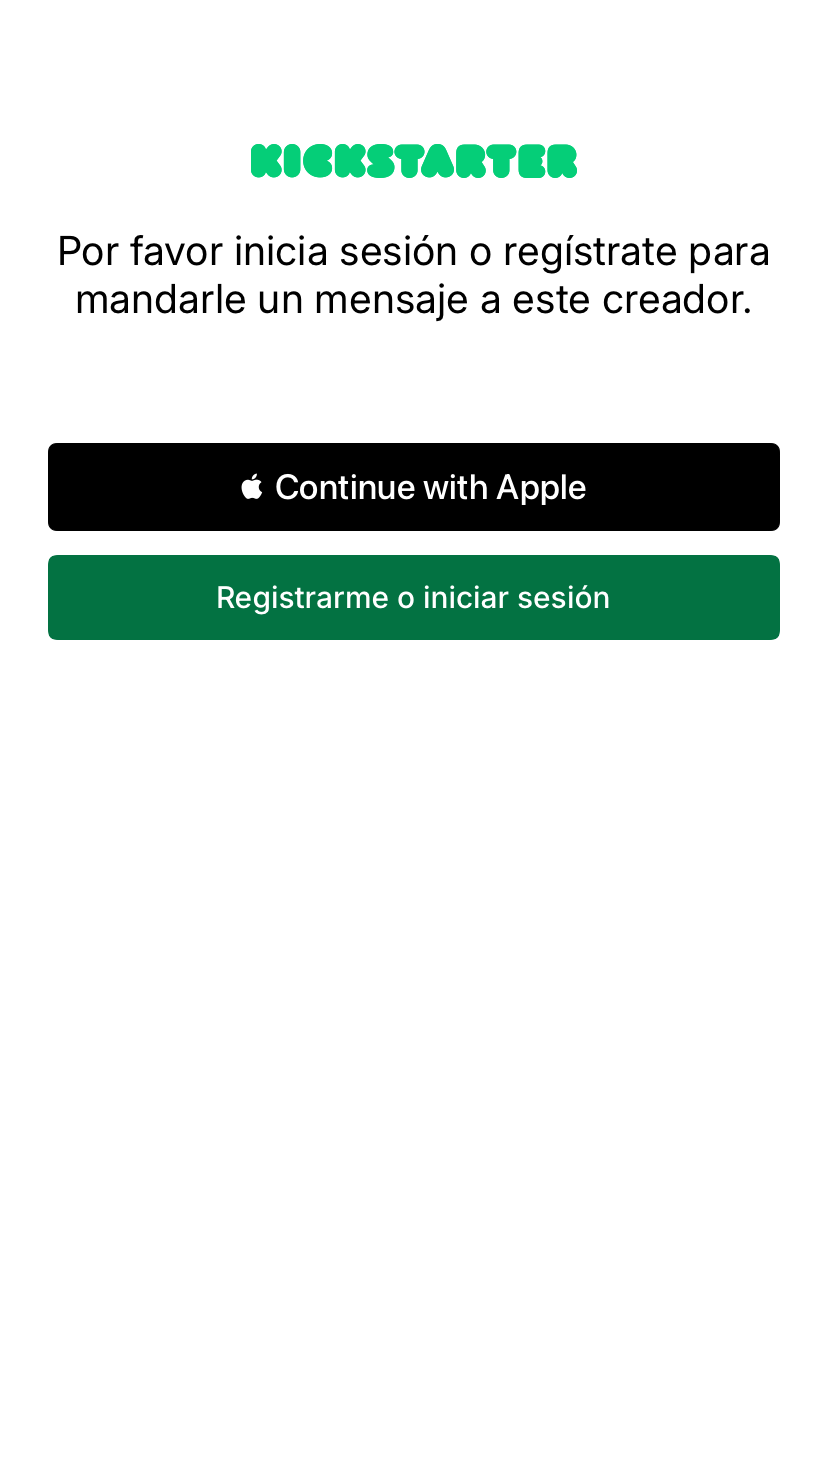 KICKSTARTER
Por favor inicia sesión o regístrate para
mandarle un mensaje a este creador.
Continue with Apple
Registrarme o iniciar sesión